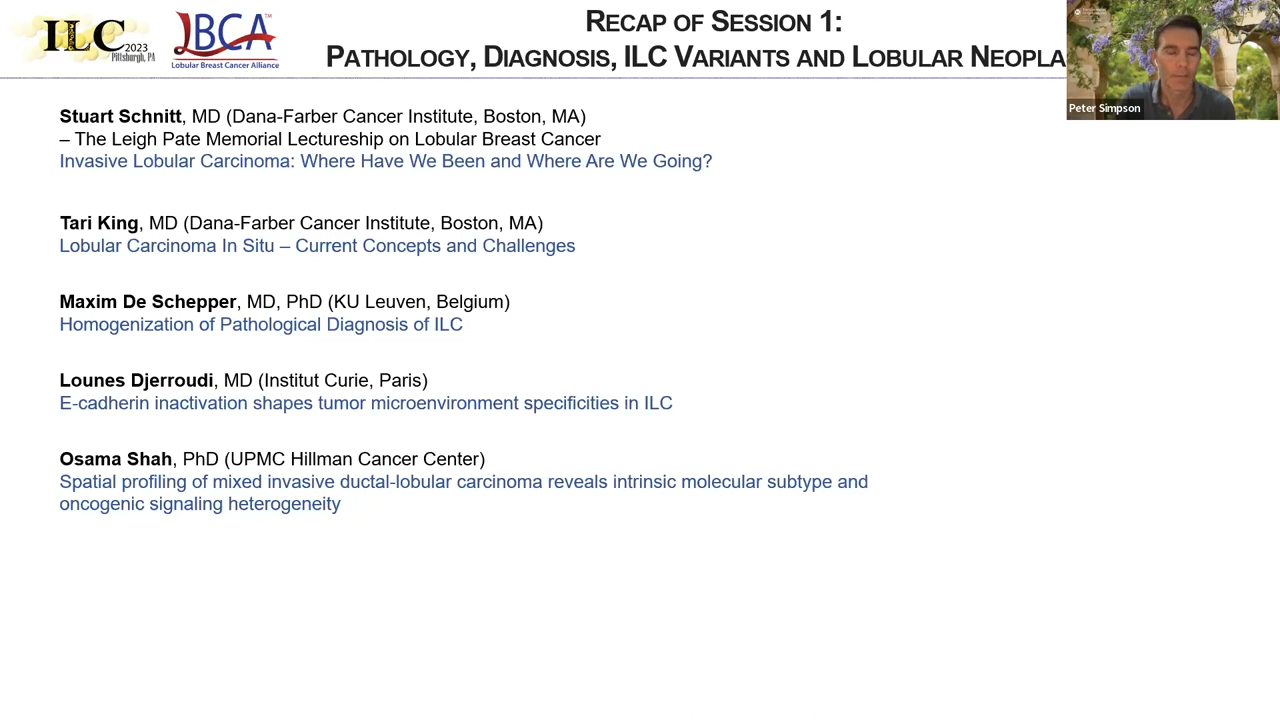 ILC 2023
Pittsburgh, PA
LBCA™
Lobular Breast Cancer Alliance
RECAP OF SESSION 1:
PATHOLOGY, DIAGNOSIS, ILC VARIANTS AND LOBULAR NEOPLA
Peter Simpson
Stuart Schnitt, MD (Dana-Farber Cancer Institute, Boston, MA)
– The Leigh Pate Memorial Lectureship on Lobular Breast Cancer
Invasive Lobular Carcinoma: Where Have We Been and Where Are We Going?
Tari King, MD (Dana-Farber Cancer Institute, Boston, MA)
Lobular Carcinoma In Situ – Current Concepts and Challenges
Maxim De Schepper, MD, PhD (KU Leuven, Belgium)
Homogenization of Pathological Diagnosis of ILC
Lounes Djerroudi, MD (Institut Curie, Paris)
E-cadherin inactivation shapes tumor microenvironment specificities in ILC
Osama Shah, PhD (UPMC Hillman Cancer Center)
Spatial profiling of mixed invasive ductal-lobular carcinoma reveals intrinsic molecular subtype and
oncogenic signaling heterogeneity